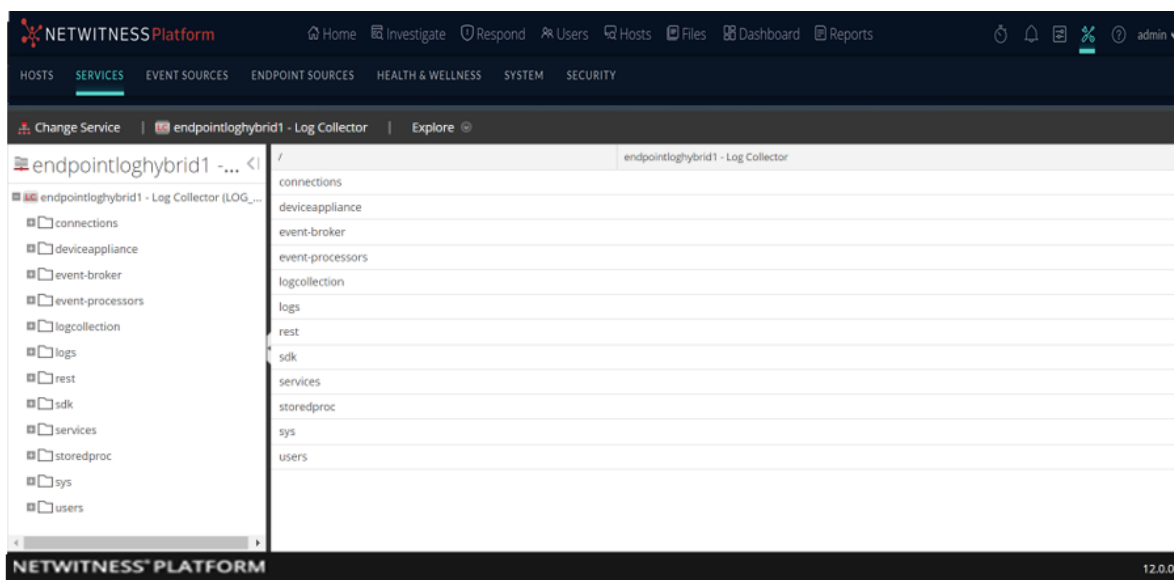 NETWITNESS Platform Home Investigate Respond Users Hosts Files Dashboard Reports admin
HOSTS SERVICES EVENT SOURCES ENDPOINT SOURCES HEALTH & WELLNESS SYSTEM SECURITY
Change Service | endpointloghybrid1 - Log Collector | Explore
endpointloghybrid1 -...
LC endpointloghybrid1 - Log Collector (LOG_...
connections
deviceappliance
event-broker
event-processors
logcollection
logs
rest
sdk
services
storedproc
sys
users
/ endpointloghybrid1 - Log Collector
connections
deviceappliance
event-broker
event-processors
logcollection
logs
rest
sdk
services
storedproc
sys
users
NETWITNESS® PLATFORM 12.0.0